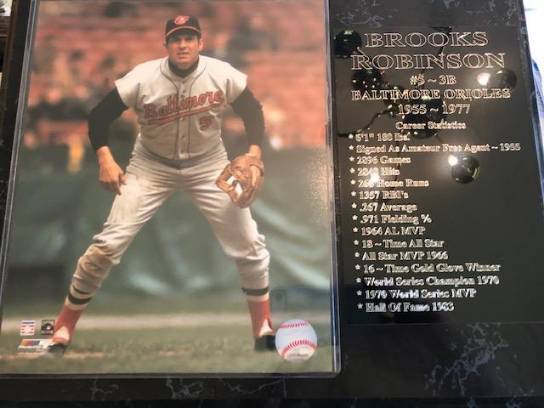 BROOKS
ROBINSON
#5 ~ 3B
BALTIMORE ORIOLES
1955 ~ 1977
Career Statistics
* 6'1" 180 lbs.
* Signed As Amateur Free Agent ~ 1955
* 2896 Games
* 2848 Hits
* 268 Home Runs
* 1357 RBI's
* .267 Average
* .971 Fielding %
* 1964 AL MVP
* 18 ~ Time All Star
* All Star MVP 1966
* 16 ~ Time Gold Glove Winner
* World Series Champion 1970
* 1970 World Series MVP
* Hall Of Fame 1983
Baltimore
5